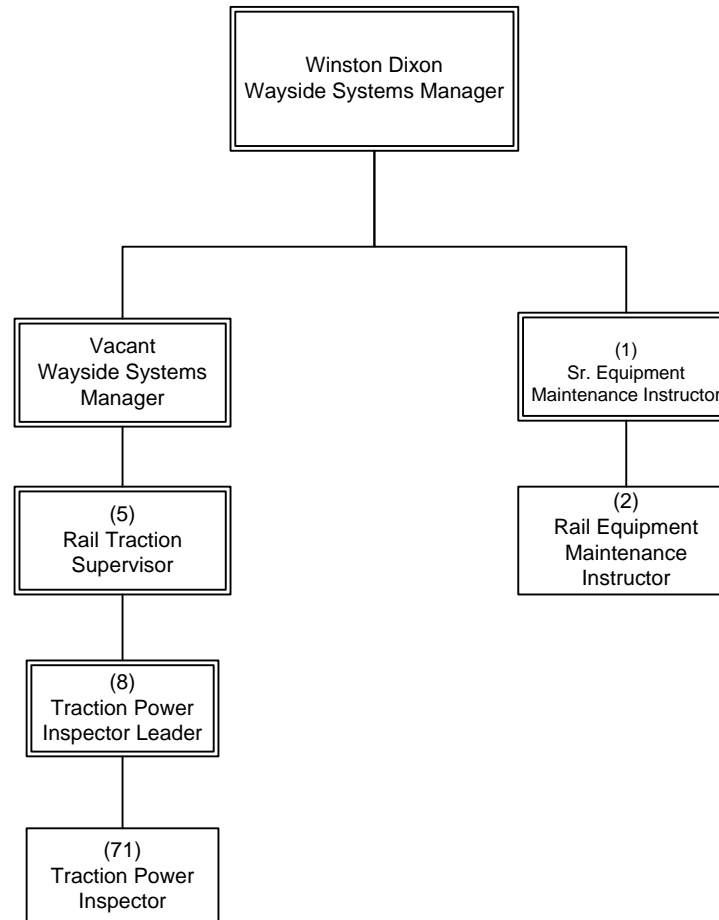 Winston Dixon
Wayside Systems Manager
Vacant
Wayside Systems
Manager
(1)
Sr. Equipment
Maintenance Instructor
(5)
Rail Traction
Supervisor
(2)
Rail Equipment
Maintenance
Instructor
(8)
Traction Power
Inspector Leader
(71)
Traction Power
Inspector